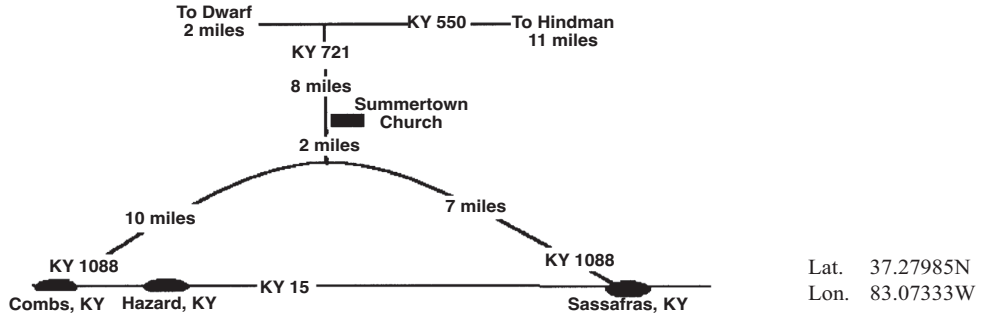 To Dwarf
2 miles
KY 550
To Hindman
11 miles
KY 721
8 miles
Summertown
Church
2 miles
10 miles
7 miles
KY 1088
KY 1088
Combs, KY
Hazard, KY
KY 15
Sassafras, KY
Lat. 37.27985N
Lon. 83.07333W